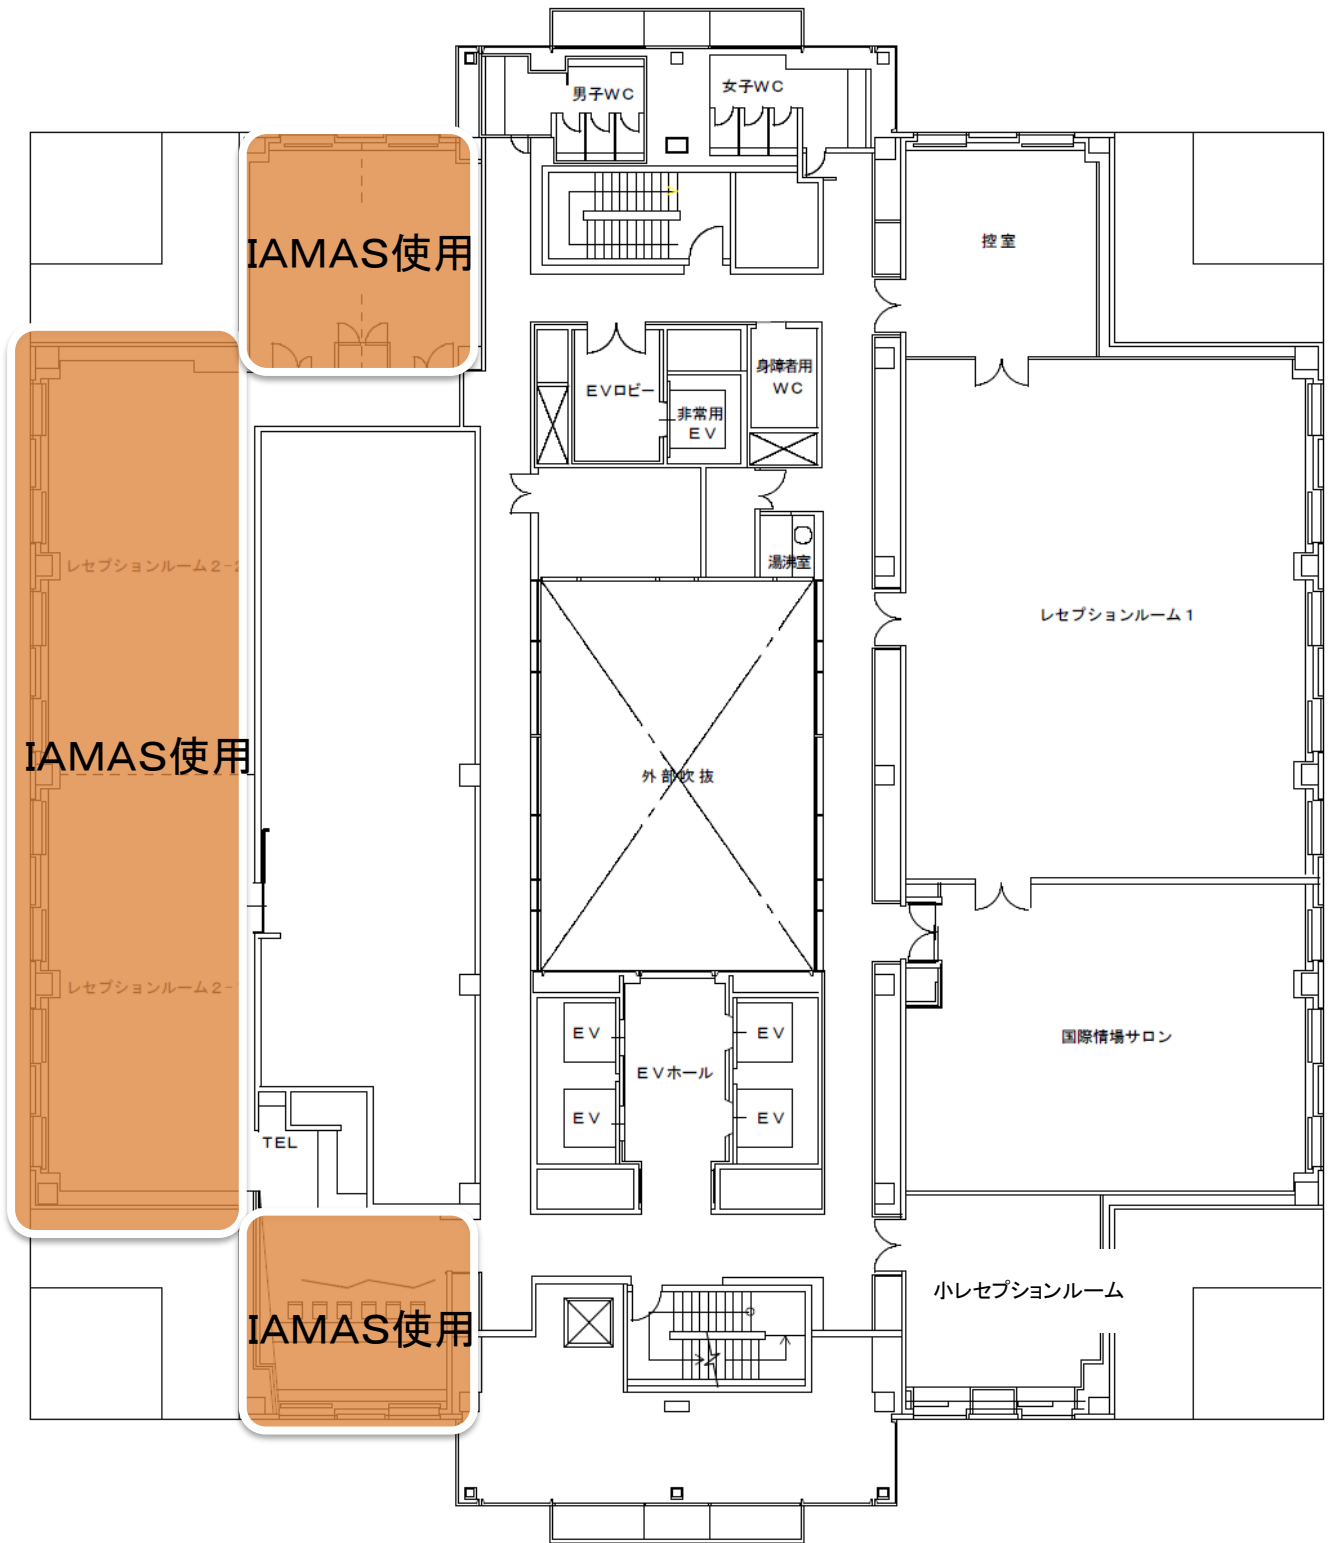 男子WC
女子WC
IAMAS使用
控室
EVロビー
非常用
EV
身障者用
WC
レセプションルーム2-2
湯沸室
レセプションルーム1
IAMAS使用
外部吹抜
レセプションルーム2-
EV
EV
EVホール
国際情場サロン
EV
EV
TEL
IAMAS使用
小レセプションルーム